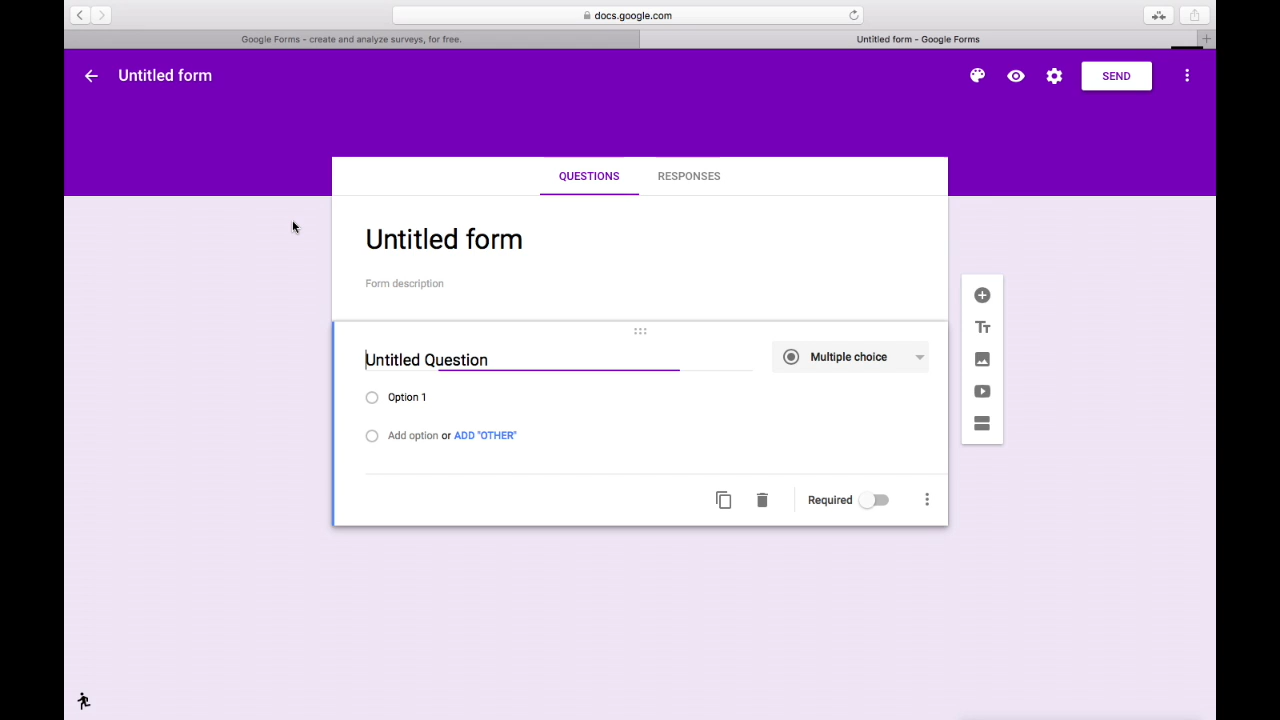 docs.google.com
Google Forms - create and analyze surveys, for free.
Untitled form - Google Forms
Untitled form
SEND
QUESTIONS
RESPONSES
Untitled form
Form description
Untitled Question
Multiple choice
Option 1
Add option or ADD "OTHER"
Required